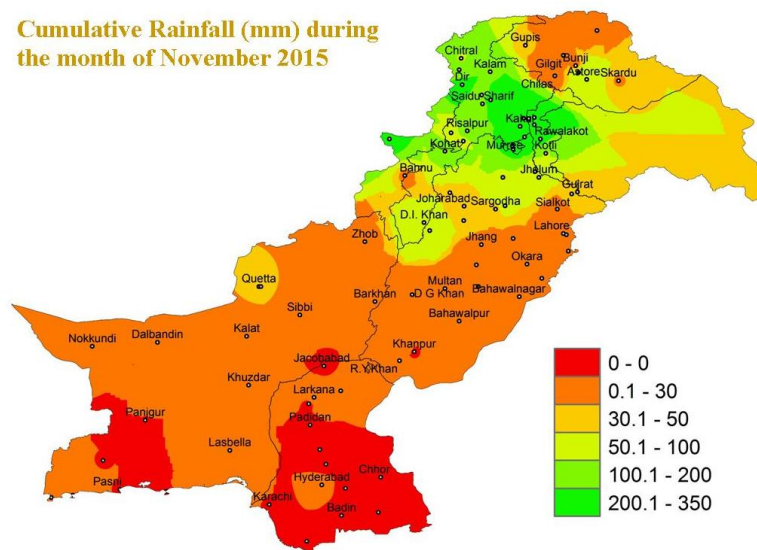 Cumulative Rainfall (mm) during
the month of November 2015
Gupis
Chitral
Bunji
Kalam
Gilgit
Astore
Skardu
Dir
Chilas
Saidu Sharif
Kakul
Risalpur
Rawalakot
Kohat
Murree
Kotli
Bannu
Jhelum
Gujrat
Joharabad
Sargodha
Sialkot
D.I. Khan
Zhob
Jhang
Lahore
Okara
Quetta
Multan
Barkhan
D G Khan
Bahawalnagar
Sibbi
Bahawalpur
Nokkundi
Dalbandin
Kalat
Khanpur
Jacobabad
R.Y.Khan
Khuzdar
Larkana
Panjgur
Padidan
Lasbella
Pasni
Hyderabad
Chhor
Karachi
Badin
0 - 0
0.1 - 30
30.1 - 50
50.1 - 100
100.1 - 200
200.1 - 350